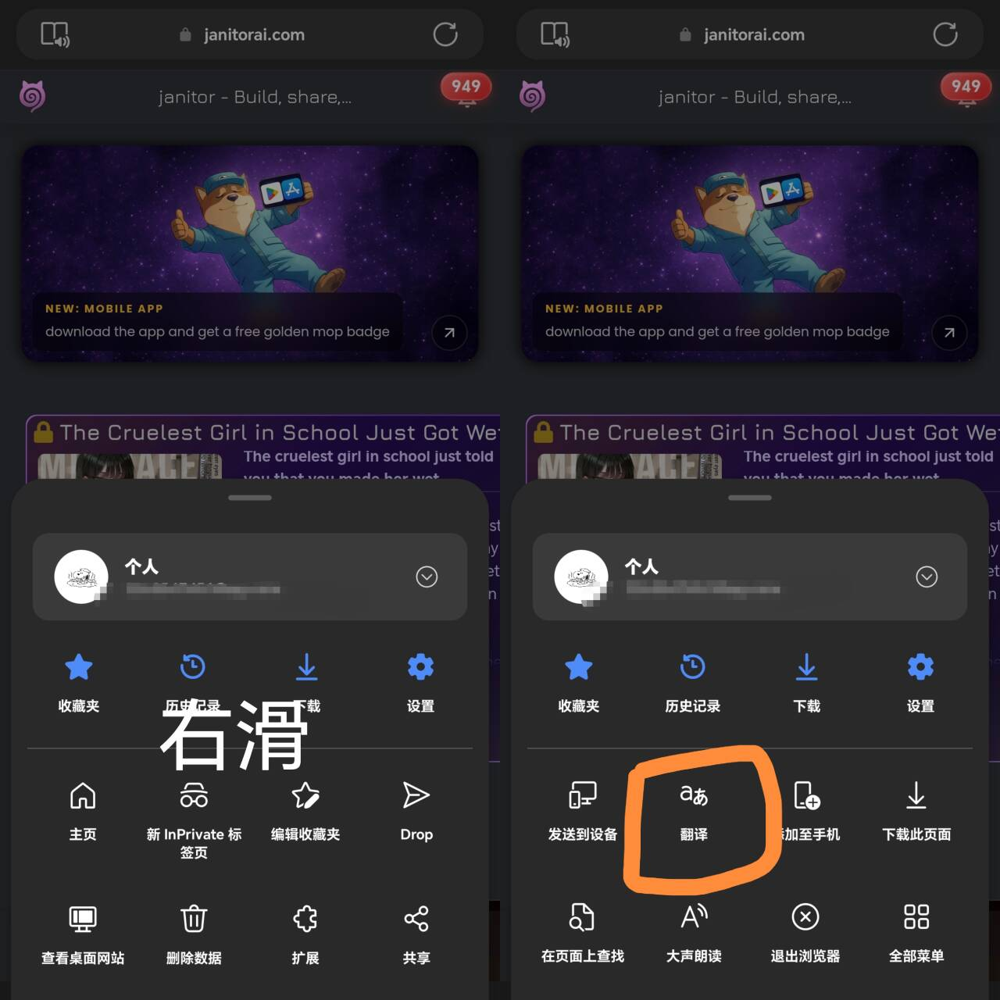 janitorai.com
janitor - Build, share,...
949
NEW: MOBILE APP
download the app and get a free golden mop badge
The Cruelest Girl in School Just Got We
The cruelest girl in school just told
you that you made her wet
个人
收藏夹
历史记录
下载
设置
右滑
主页
新 InPrivate 标
签页
编辑收藏夹
Drop
查看桌面网站
删除数据
扩展
共享
janitorai.com
janitor - Build, share,...
949
NEW: MOBILE APP
download the app and get a free golden mop badge
The Cruelest Girl in School Just Got We
The cruelest girl in school just told
you that you made her wet
个人
收藏夹
历史记录
下载
设置
发送到设备
翻译
加至手机
下载此页面
在页面上查找
大声朗读
退出浏览器
全部菜单